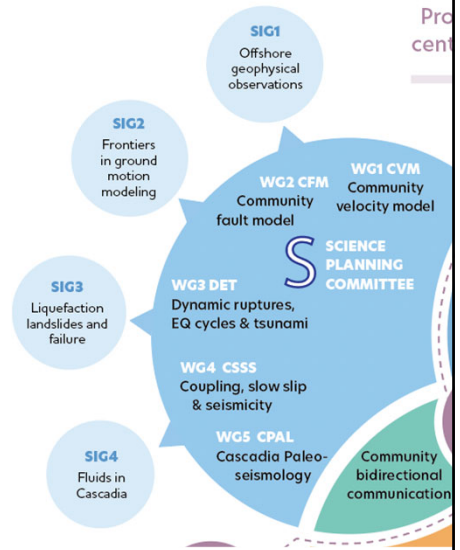 Pro
cent
SIG1
Offshore
geophysical
observations
SIG2
Frontiers
in ground
motion
modeling
WG1 CVM
Community
velocity model
WG2 CFM
Community
fault model
S SCIENCE
PLANNING
COMMITTEE
SIG3
Liquefaction
landslides and
failure
WG3 DET
Dynamic ruptures,
EQ cycles & tsunami
WG4 CSSS
Coupling, slow slip
& seismicity
WG5 CPAL
Cascadia Paleo-
seismology
SIG4
Fluids in
Cascadia
Community
bidirectional
communication